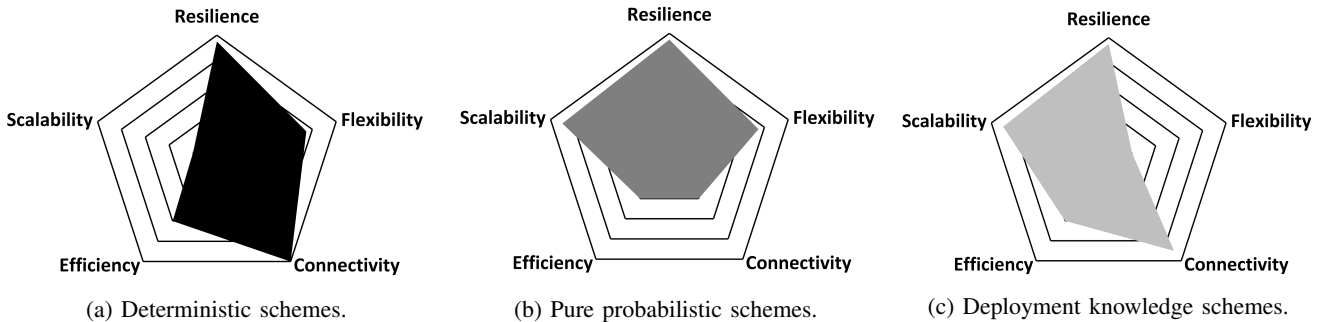 Resilience
Scalability
Flexibility
Efficiency
Connectivity
(a) Deterministic schemes.
Resilience
Scalability
Flexibility
Efficiency
Connectivity
(b) Pure probabilistic schemes.
Resilience
Scalability
Flexibility
Efficiency
Connectivity
(c) Deployment knowledge schemes.